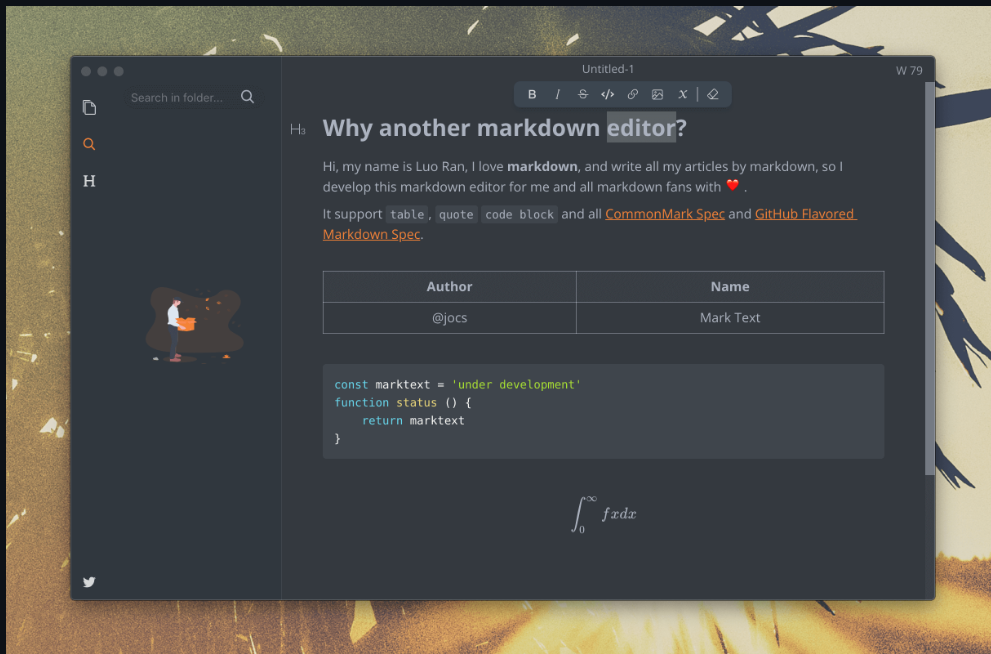 Untitled-1
W 79
Search in folder...
B I S </> X
H
H3 Why another markdown editor?
Hi, my name is Luo Ran, I love markdown, and write all my articles by markdown, so I
develop this markdown editor for me and all markdown fans with ❤️ .
It support table , quote code block and all CommonMark Spec and GitHub Flavored
Markdown Spec.
Author Name
@jocs Mark Text
const marktext = 'under development'
function status () {
return marktext
}
∫₀^∞ fxdx